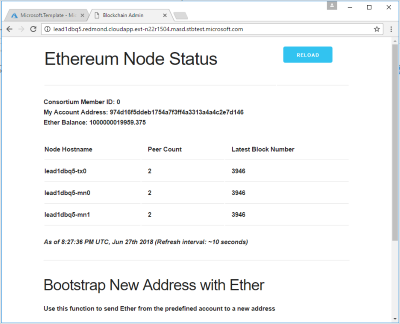 Microsoft.Template - M
Blockchain Admin
lead1dbq5.redmond.cloudapp.ext-n22r1504.masd.stbtest.microsoft.com
Ethereum Node Status
RELOAD
Consortium Member ID: 0
My Account Address: 974d16f5ddeb1754a7f3ff4a3313a4a4c2e7d146
Ether Balance: 1000000019959.375
Node Hostname Peer Count Latest Block Number
lead1dbq5-tx0 2 3946
lead1dbq5-mn0 2 3946
lead1dbq5-mn1 2 3946
As of 8:27:36 PM UTC, Jun 27th 2018 (Refresh interval: ~10 seconds)
Bootstrap New Address with Ether
Use this function to send Ether from the predefined account to a new address